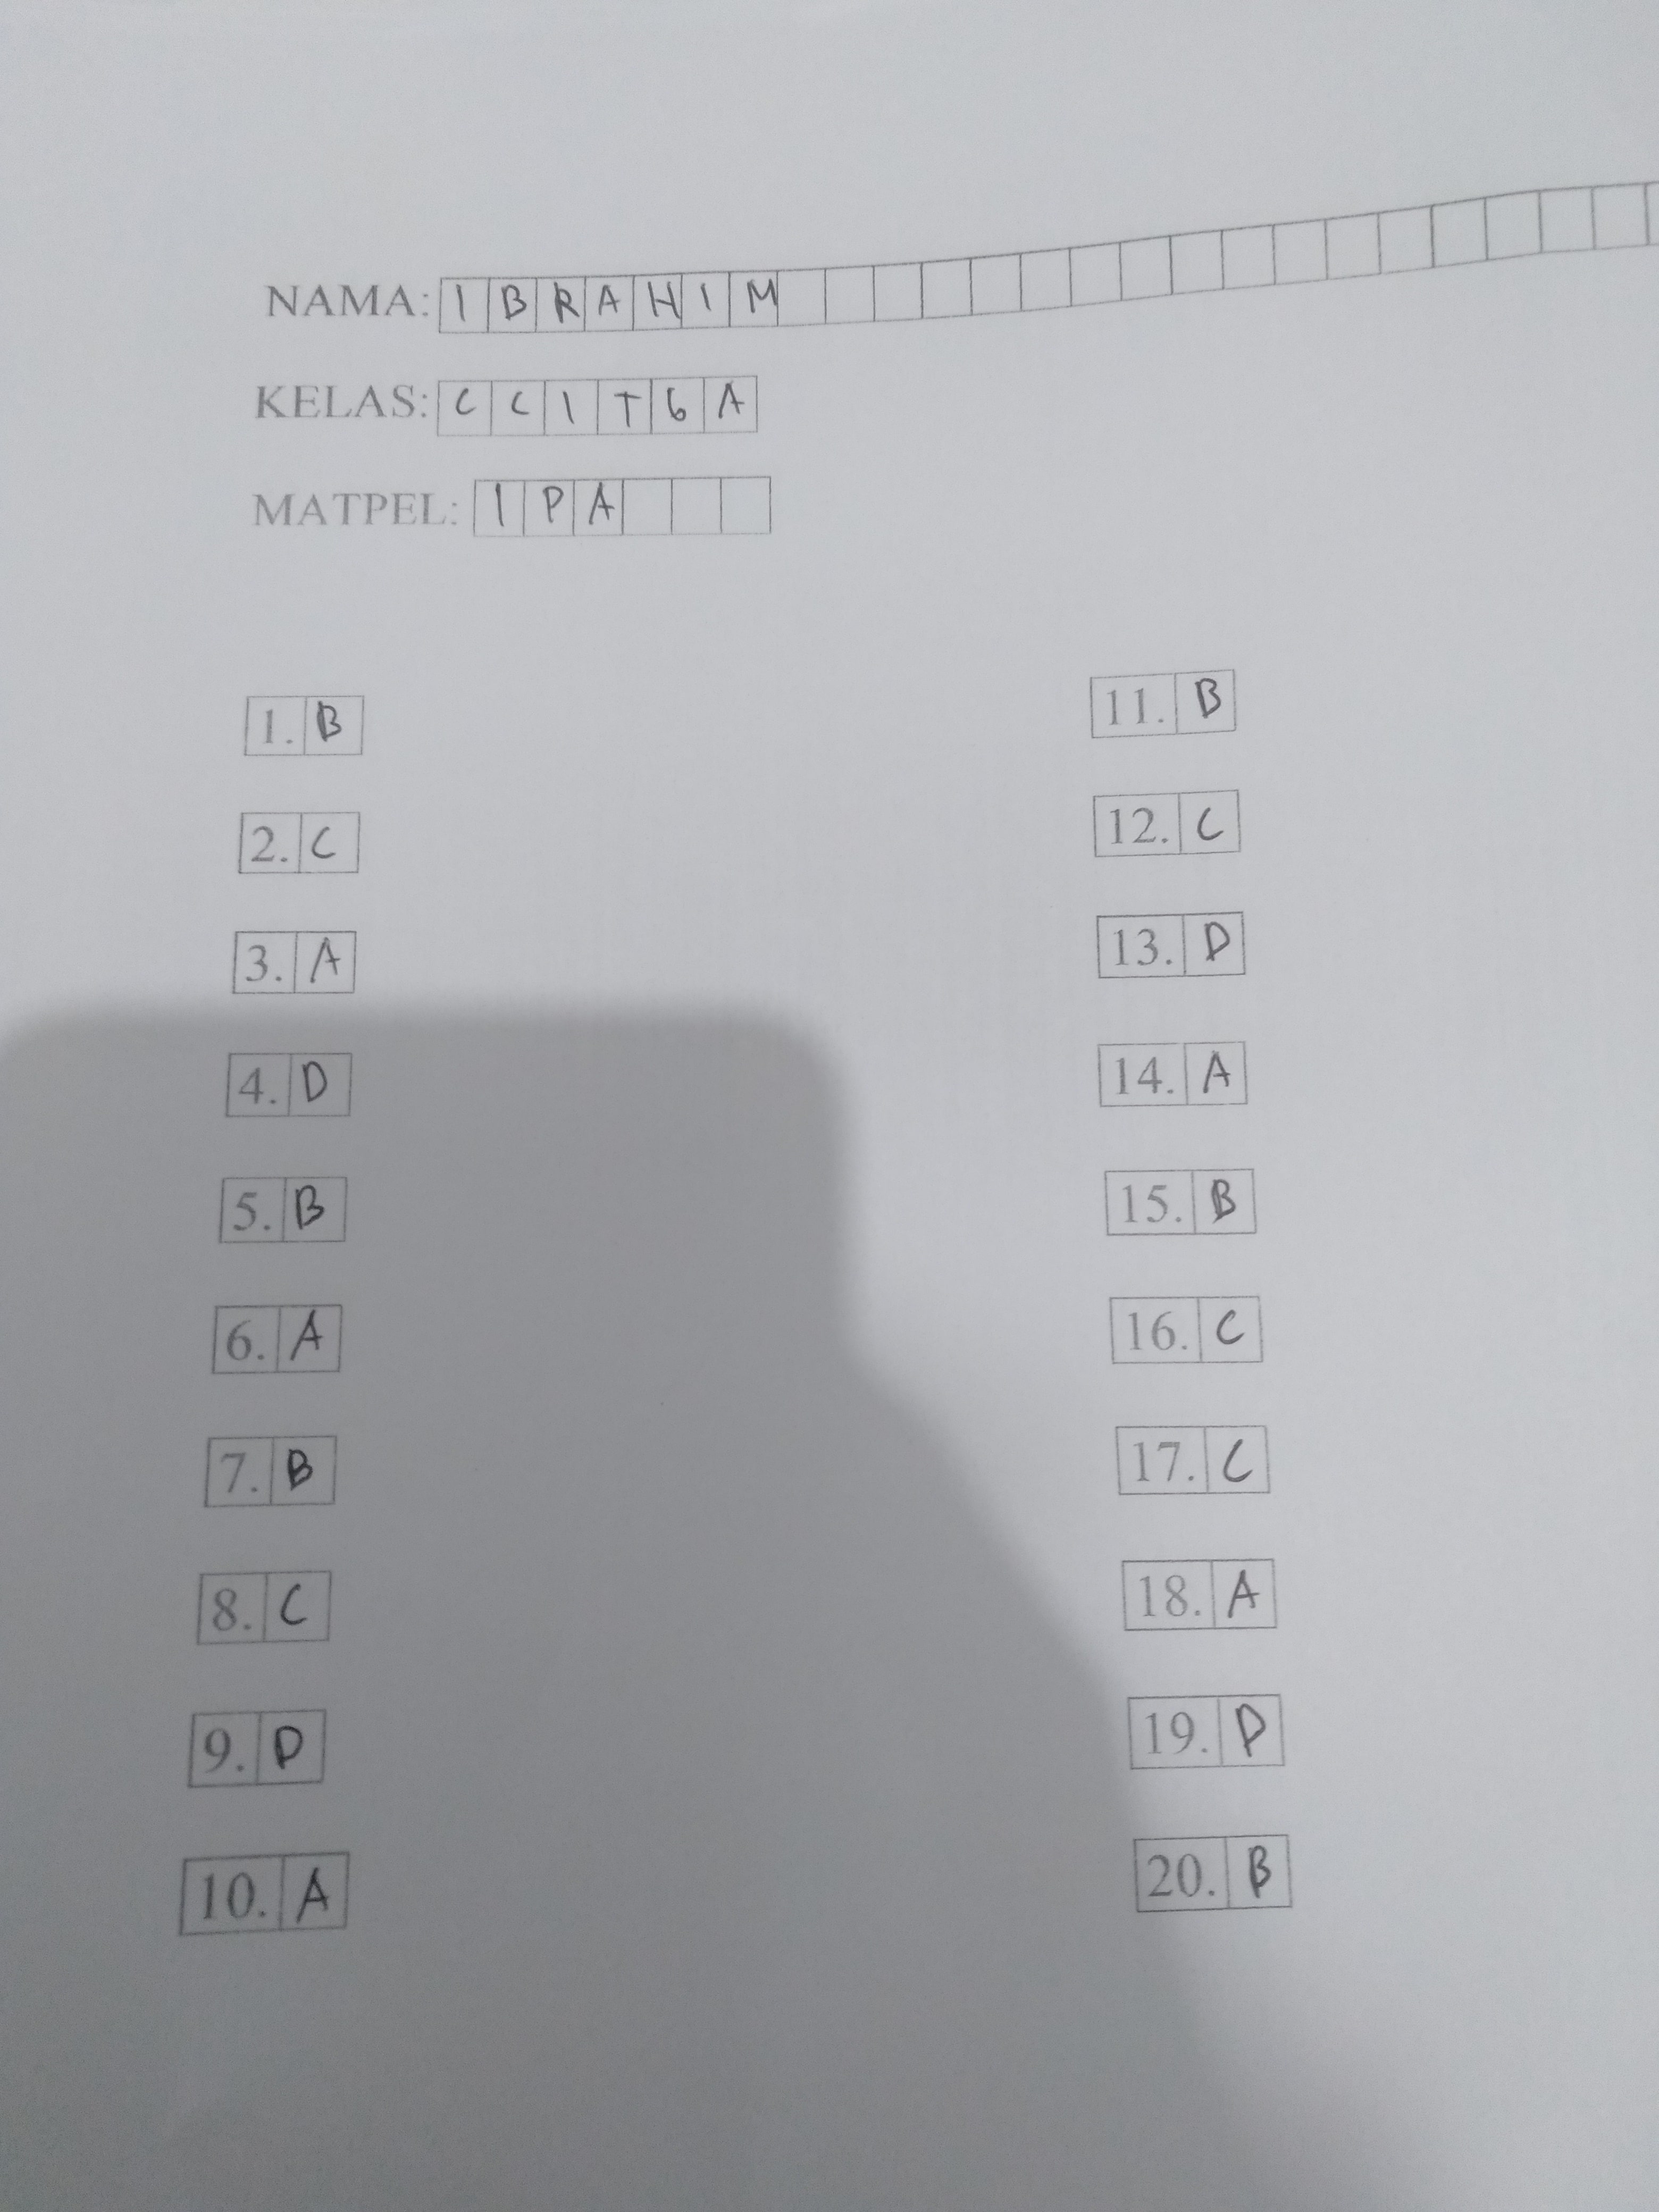 NAMA: IBRAHIM
KELAS: CCIT6A
MATPEL: IPA
1. B
2. C
3. A
4. D
5. B
6. A
7. B
8. C
9. D
10. A
11. B
12. C
13. D
14. A
15. B
16. C
17. C
18. A
19. D
20. B